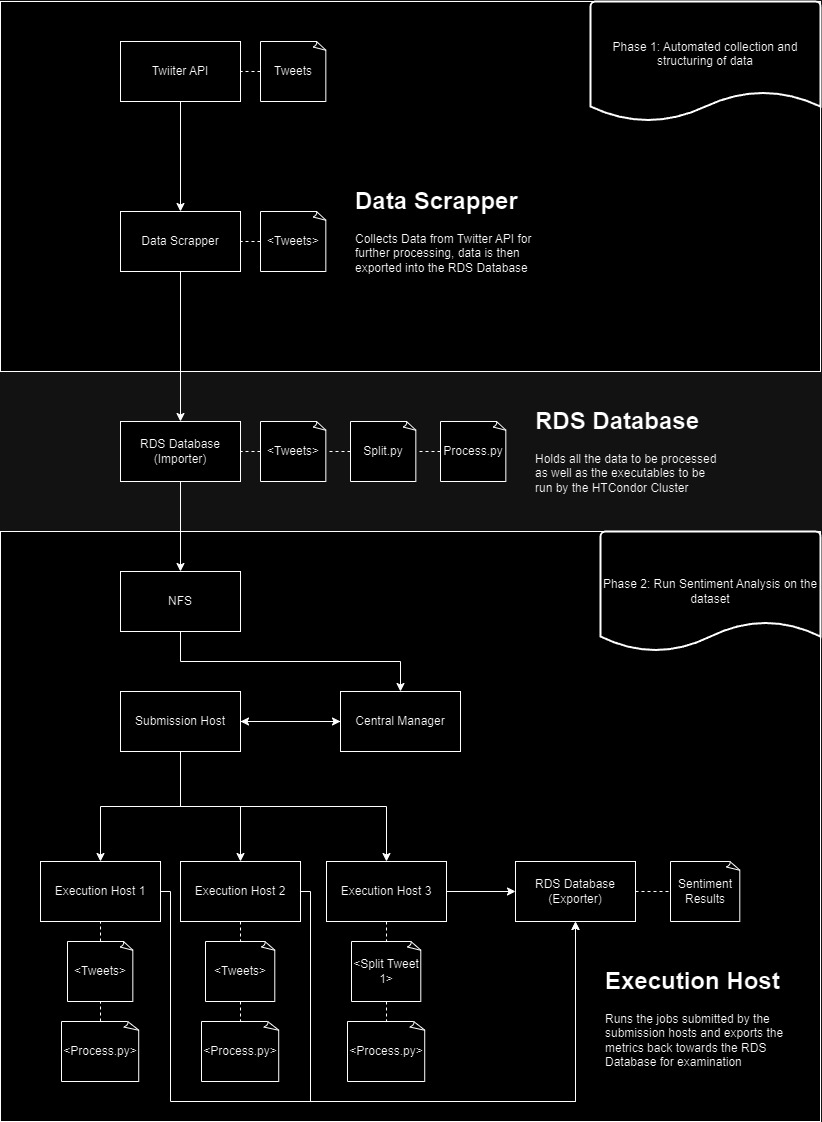 Phase 1: Automated collection and
structuring of data
Twiiter API
Tweets
Data Scrapper
Data Scrapper
<Tweets>
Collects Data from Twitter API for
further processing, data is then
exported into the RDS Database
RDS Database
RDS Database
(Importer)
<Tweets>
Split.py
Process.py
Holds all the data to be processed
as well as the executables to be
run by the HTCondor Cluster
Phase 2: Run Sentiment Analysis on the
dataset
NFS
Submission Host
Central Manager
Execution Host 1
Execution Host 2
Execution Host 3
RDS Database
(Exporter)
Sentiment
Results
<Tweets>
<Tweets>
<Split Tweet
1>
<Process.py>
<Process.py>
<Process.py>
Execution Host
Runs the jobs submitted by the
submission hosts and exports the
metrics back towards the RDS
Database for examination